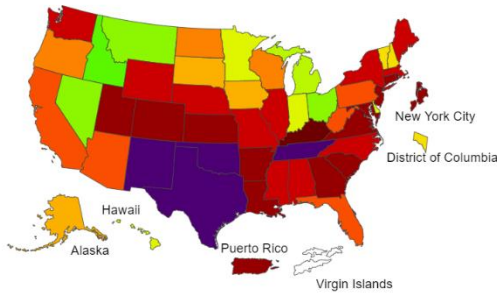 New York City
District of Columbia
Hawaii
Alaska
Puerto Rico
Virgin Islands